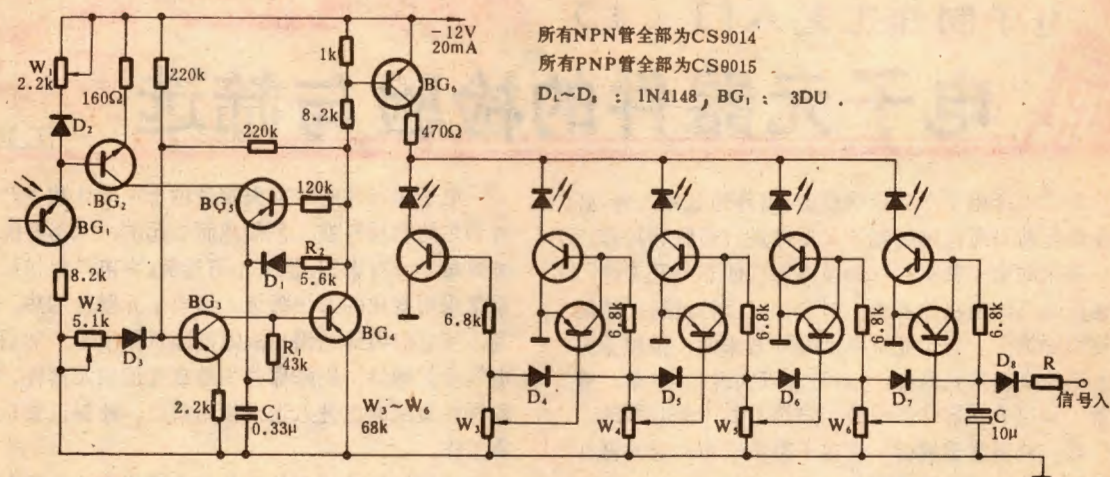 所有NPN管全部为CS9014
所有PNP管全部为CS9015
D₁~D₈ : 1N4148, BG₁ : 3DU .
-12V
20mA
W₁
2.2k
D₂
160Ω
220k
1k
8.2k
BG₆
470Ω
220k
120k
BG₂
BG₅
BG₁
8.2k
W₂
5.1k
D₃
BG₃
D₁
R₂
5.6k
BG₄
R₁
43k
2.2k
C₁
0.33μ
W₃~W₆
68k
6.8k
6.8k
6.8k
6.8k
6.8k
D₄
D₅
D₆
D₇
D₈
R
信号入
W₃
W₄
W₅
W₆
C
10μ